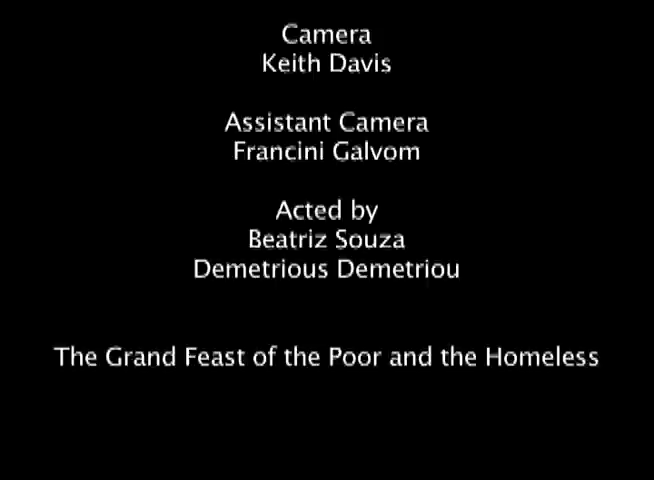 Camera
Keith Davis
Assistant Camera
Francini Galvom
Acted by
Beatriz Souza
Demetrious Demetriou
The Grand Feast of the Poor and the Homeless